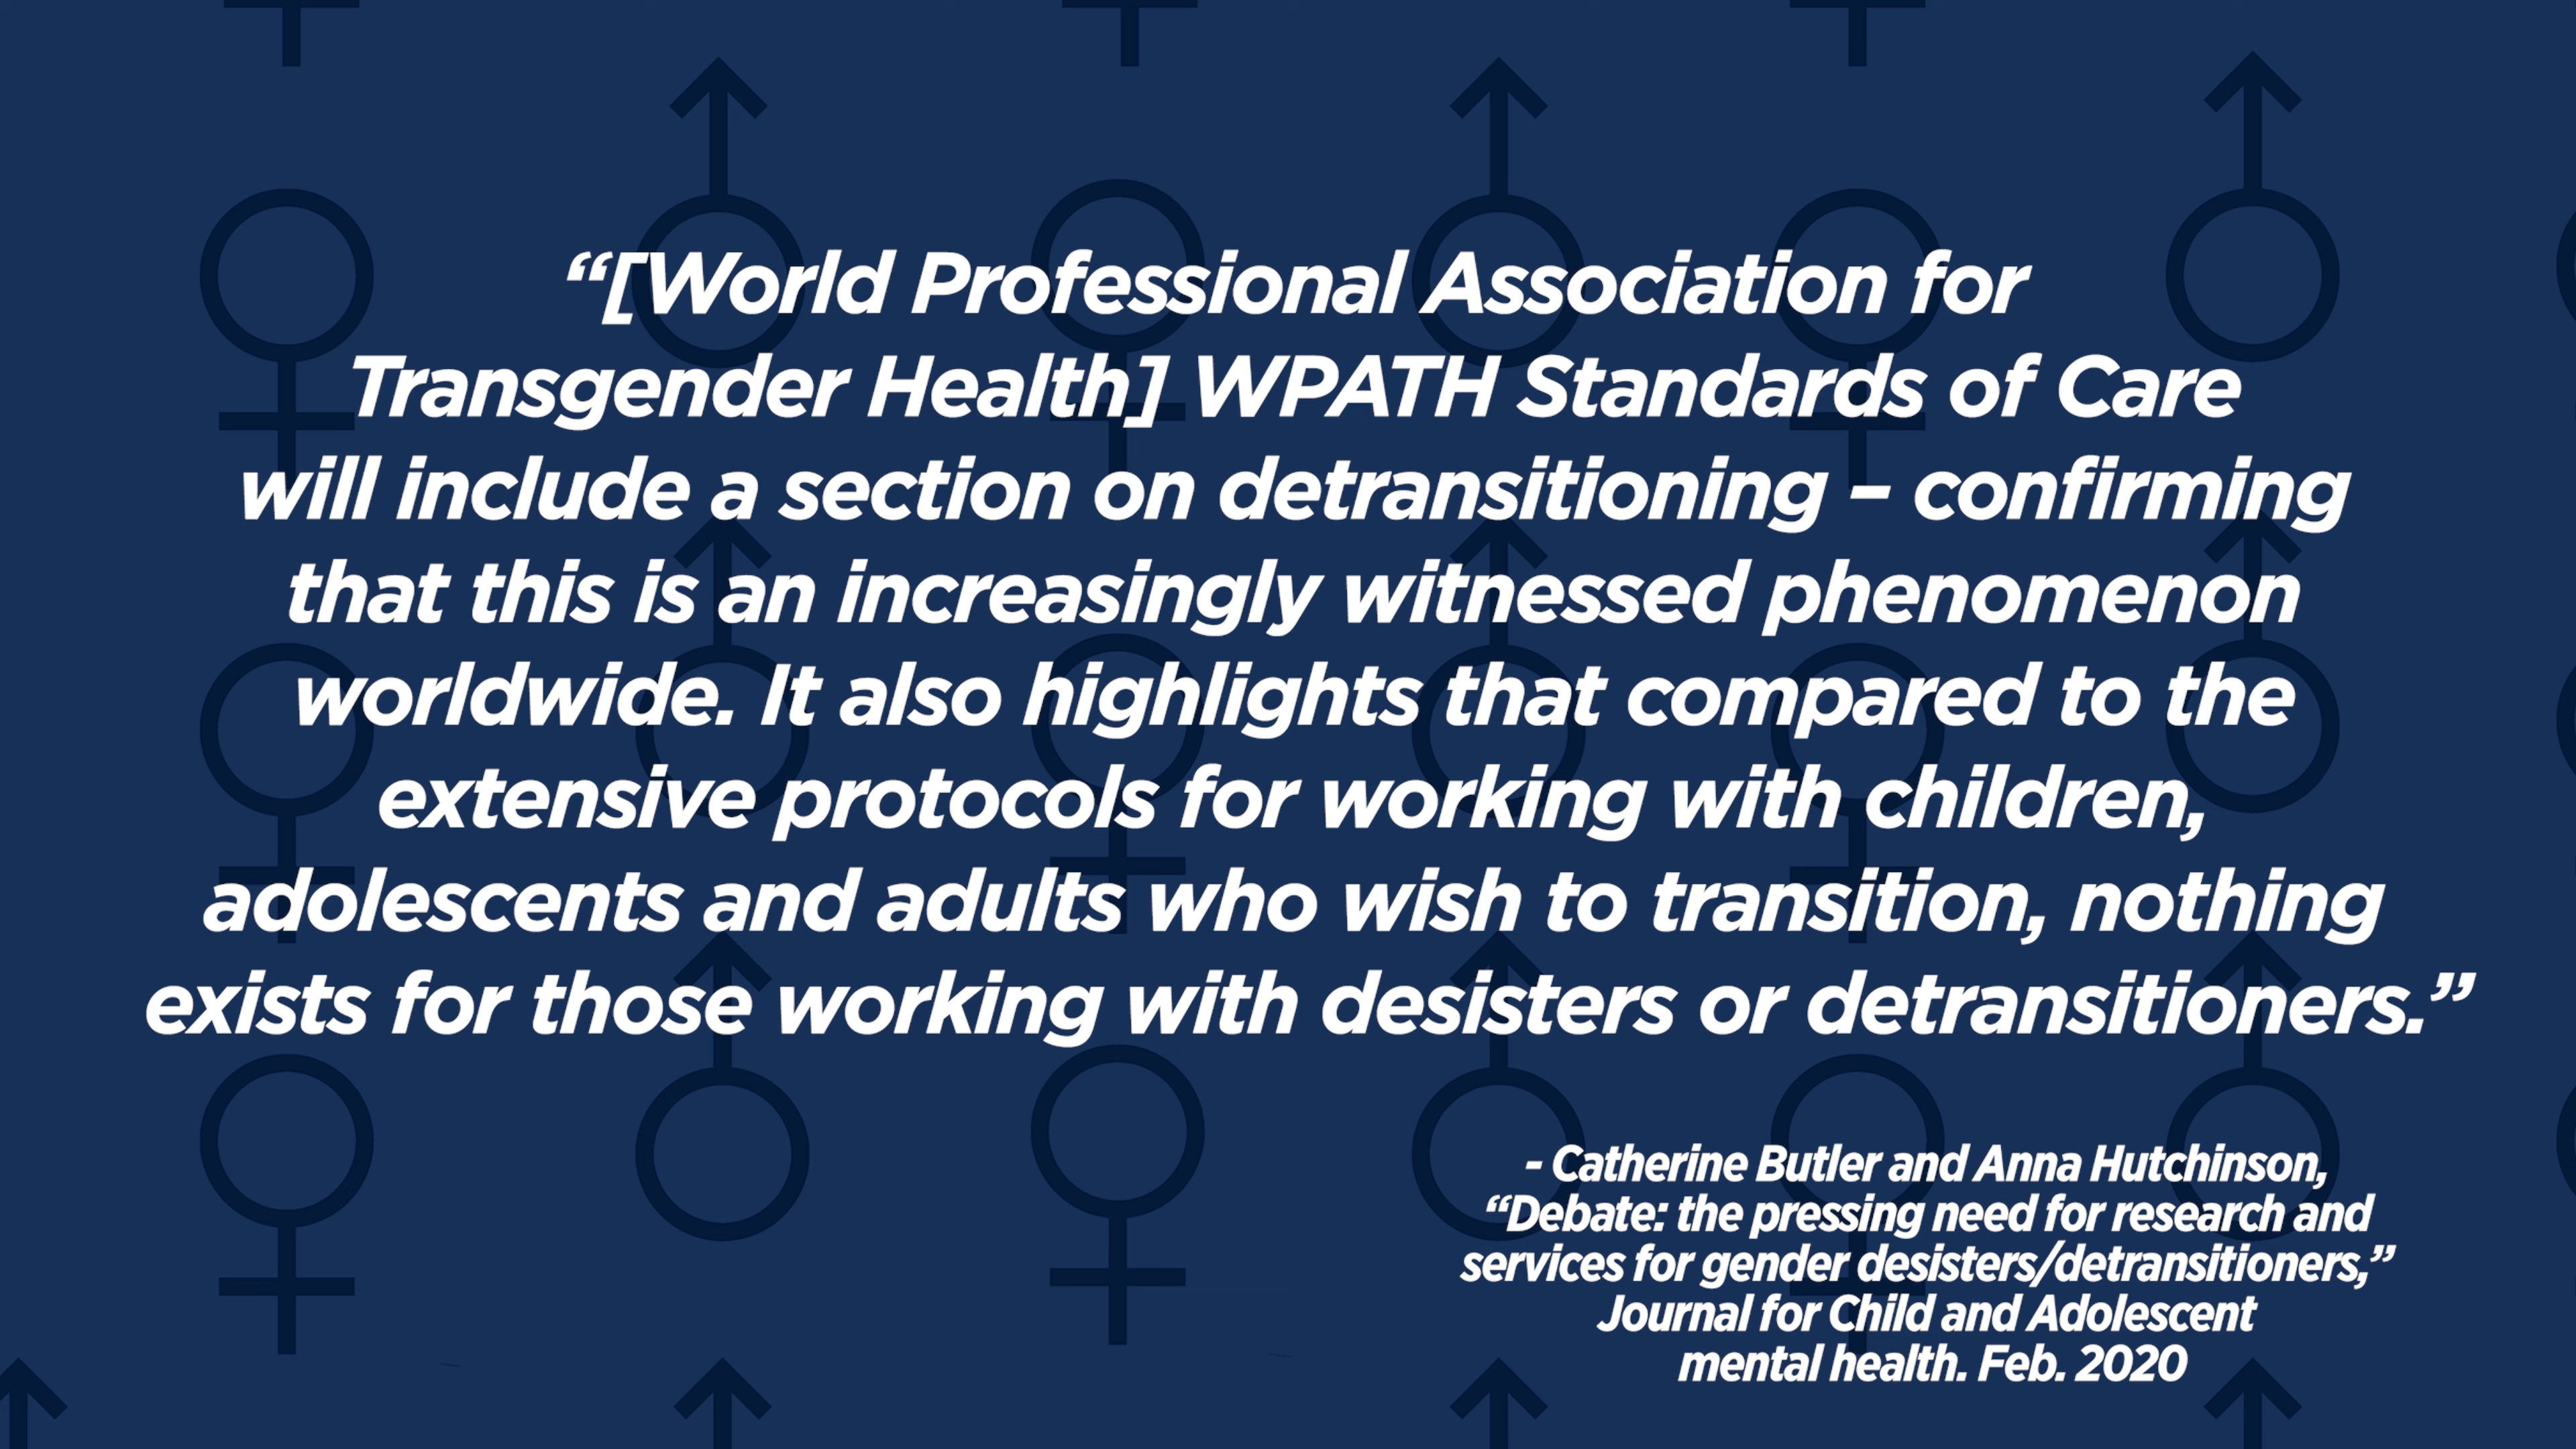 “[World Professional Association for
Transgender Health] WPATH Standards of Care
will include a section on detransitioning – confirming
that this is an increasingly witnessed phenomenon
worldwide. It also highlights that compared to the
extensive protocols for working with children,
adolescents and adults who wish to transition, nothing
exists for those working with desisters or detransitioners.”
- Catherine Butler and Anna Hutchinson,
“Debate: the pressing need for research and
services for gender desisters/detransitioners,”
Journal for Child and Adolescent
mental health. Feb. 2020